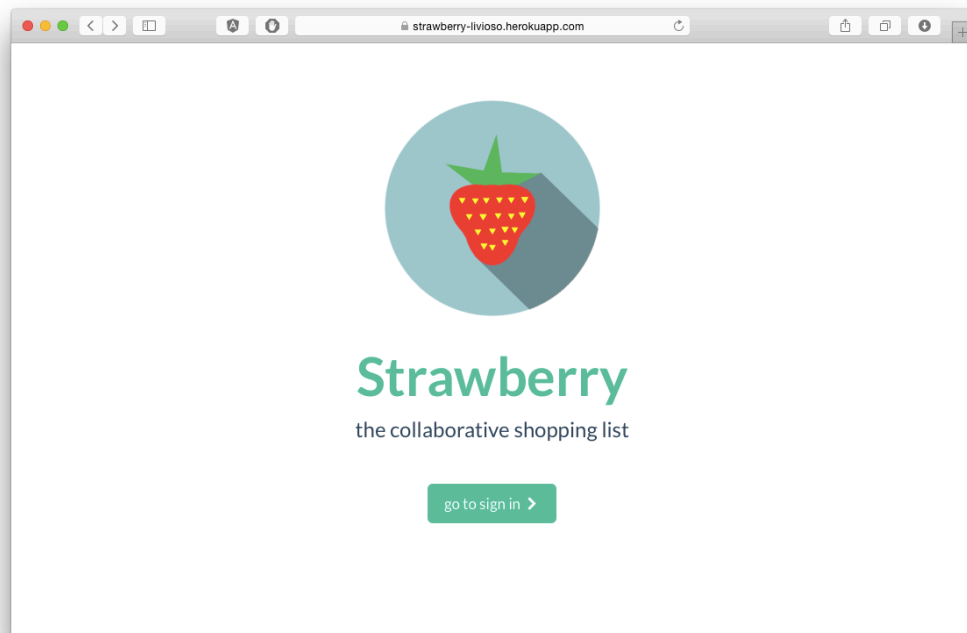 strawberry-livioso.herokuapp.com
Strawberry
the collaborative shopping list
go to sign in